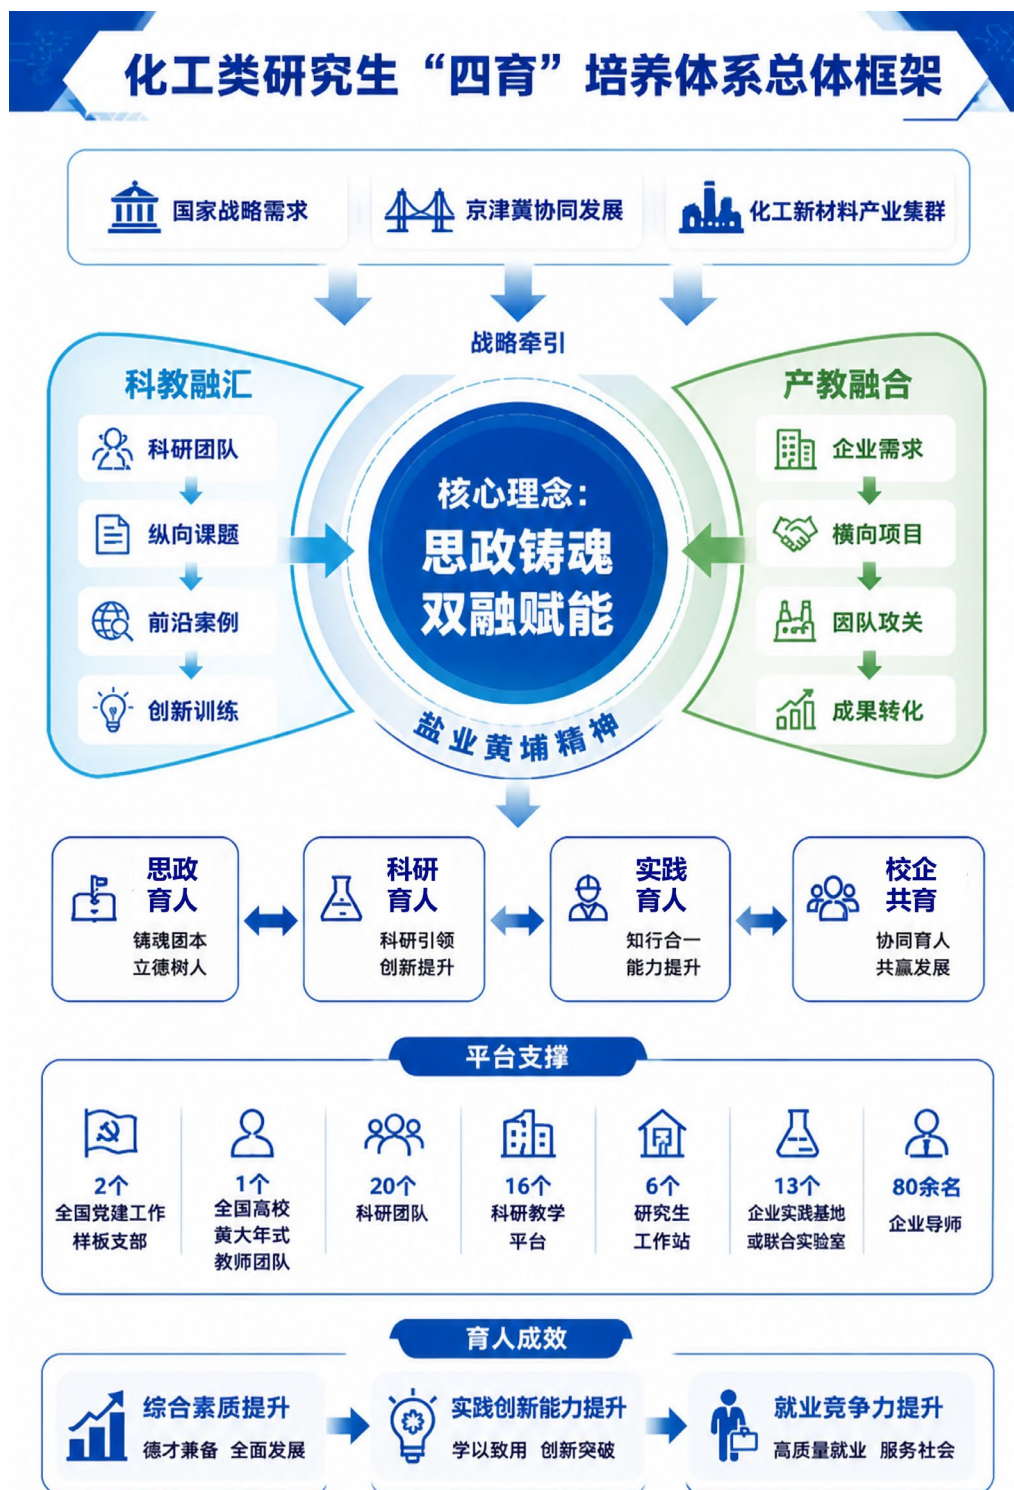 化工类研究生“四育”培养体系总体框架
国家战略需求
京津冀协同发展
化工新材料产业集群
战略牵引
科教融汇
科研团队
纵向课题
前沿案例
创新训练
核心理念：
思政铸魂
双融赋能
盐业黄埔精神
产教融合
企业需求
横向项目
团队攻关
成果转化
思政
育人
铸魂团本
立德树人
科研
育人
科研引领
创新提升
实践
育人
知行合一
能力提升
校企
共育
协同育人
共赢发展
平台支撑
2个
全国党建工作
样板支部
1个
全国高校
黄大年式
教师团队
20个
科研团队
16个
科研教学
平台
6个
研究生
工作站
13个
企业实践基地
或联合实验室
80余名
企业导师
育人成效
综合素质提升
德才兼备 全面发展
实践创新能力提升
学以致用 创新突破
就业竞争力提升
高质量就业 服务社会